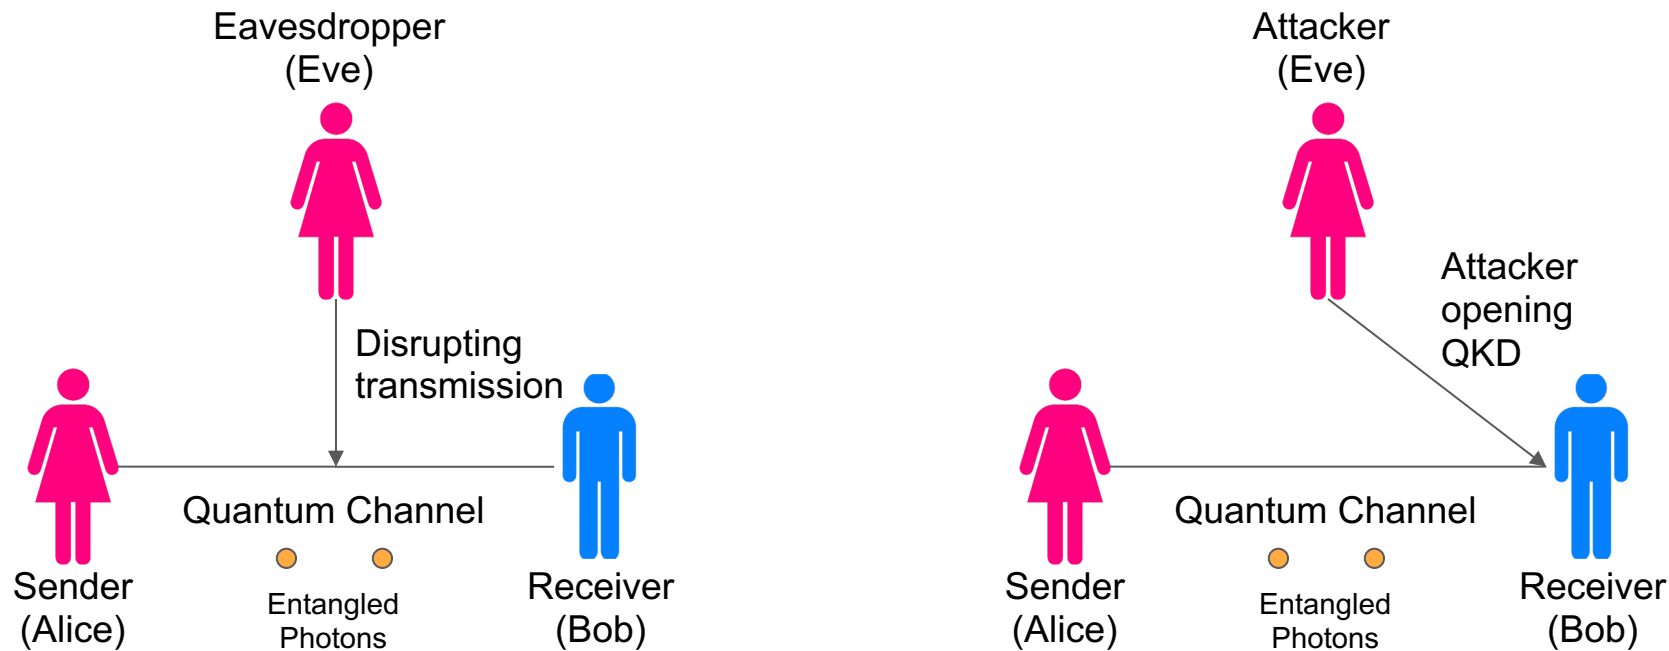 Eavesdropper
(Eve)
Disrupting
transmission
Quantum Channel
Sender
(Alice)
Entangled
Photons
Receiver
(Bob)
Attacker
(Eve)
Attacker
opening
QKD
Quantum Channel
Sender
(Alice)
Entangled
Photons
Receiver
(Bob)